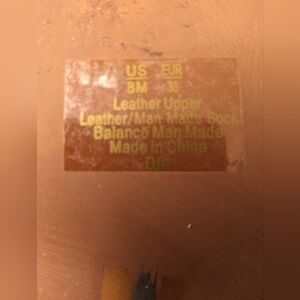 US EUR
8M 38
Leather Upper
Leather/Man Made Sock
Balance Man Made
Made in China